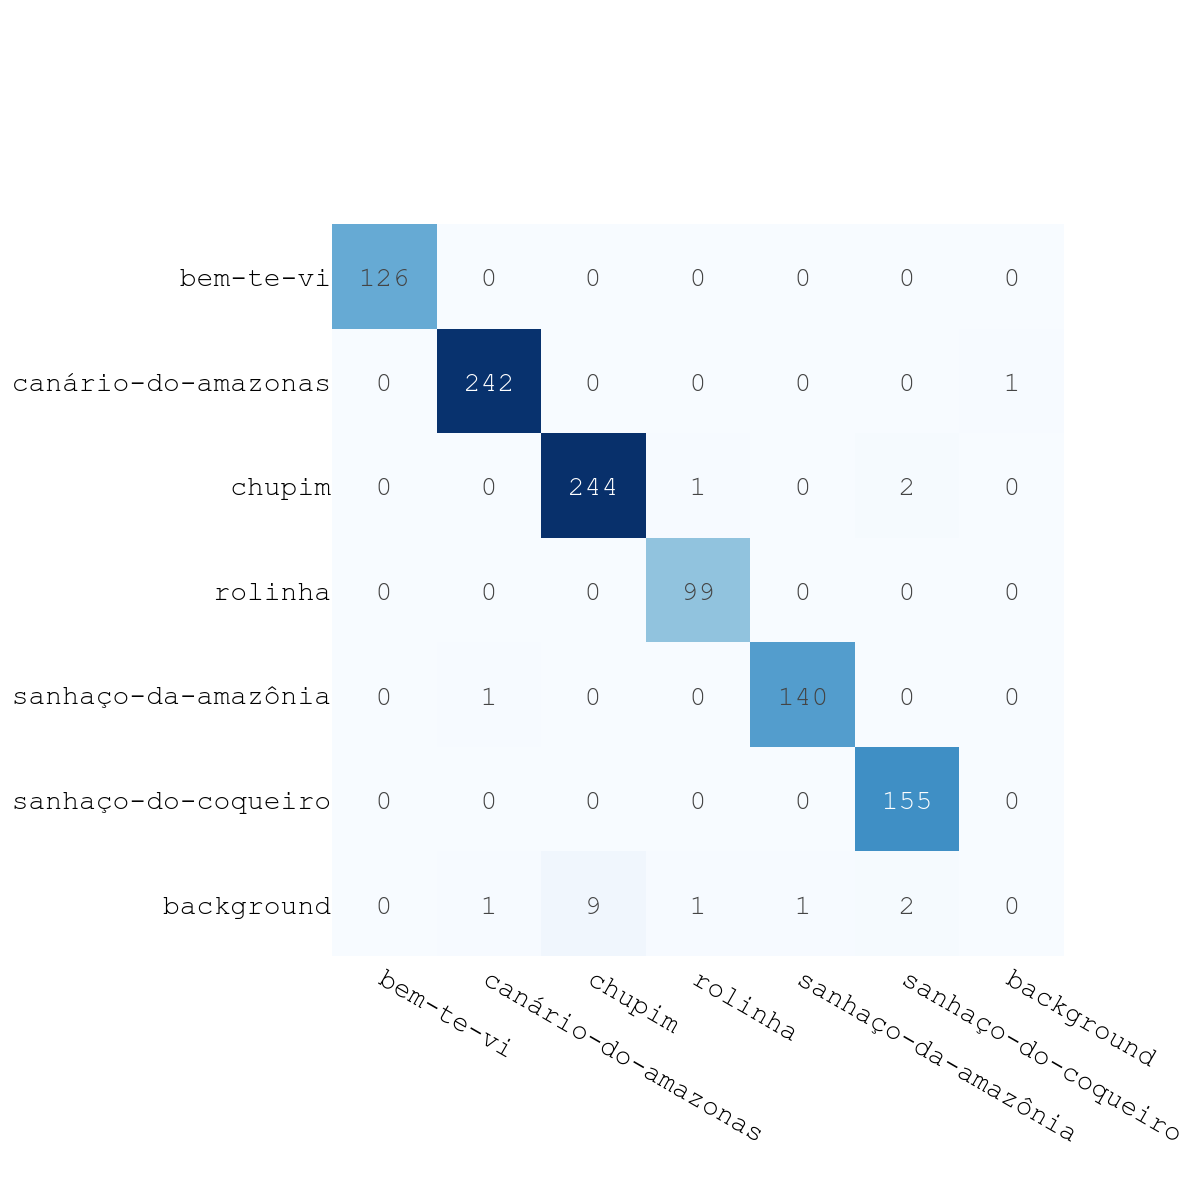 bem-te-vi 126 0 0 0 0 0 0
canário-do-amazonas 0 242 0 0 0 0 1
chupim 0 0 244 1 0 2 0
rolinha 0 0 0 99 0 0 0
sanhaço-da-amazônia 0 1 0 0 140 0 0
sanhaço-do-coqueiro 0 0 0 0 0 155 0
background 0 1 9 1 1 2 0
bem-te-vi
canário-do-amazonas
chupim
rolinha
sanhaço-da-amazônia
sanhaço-do-coqueiro
background